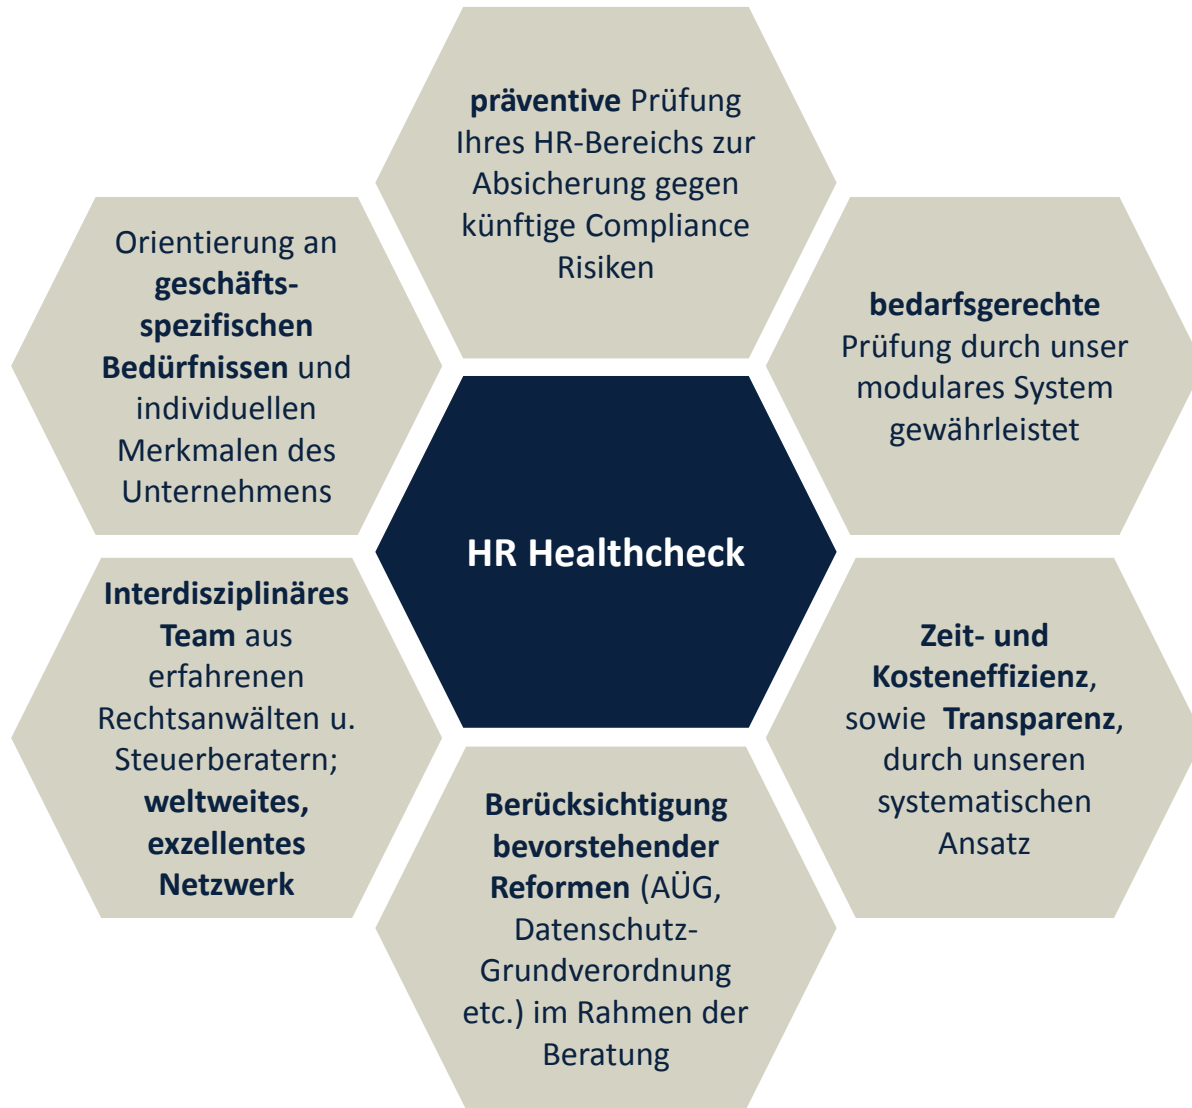 präventive Prüfung
Ihres HR-Bereichs zur
Absicherung gegen
künftige Compliance
Risiken
bedarfsgerechte
Prüfung durch unser
modulares System
gewährleistet
Zeit- und
Kosteneffizienz,
sowie Transparenz,
durch unseren
systematischen
Ansatz
Berücksichtigung
bevorstehender
Reformen (AÜG,
Datenschutz-
Grundverordnung
etc.) im Rahmen der
Beratung
Interdisziplinäres
Team aus
erfahrenen
Rechtsanwälten u.
Steuerberatern;
weltweites,
exzellentes
Netzwerk
Orientierung an
geschäfts-
spezifischen
Bedürfnissen und
individuellen
Merkmalen des
Unternehmens
HR Healthcheck